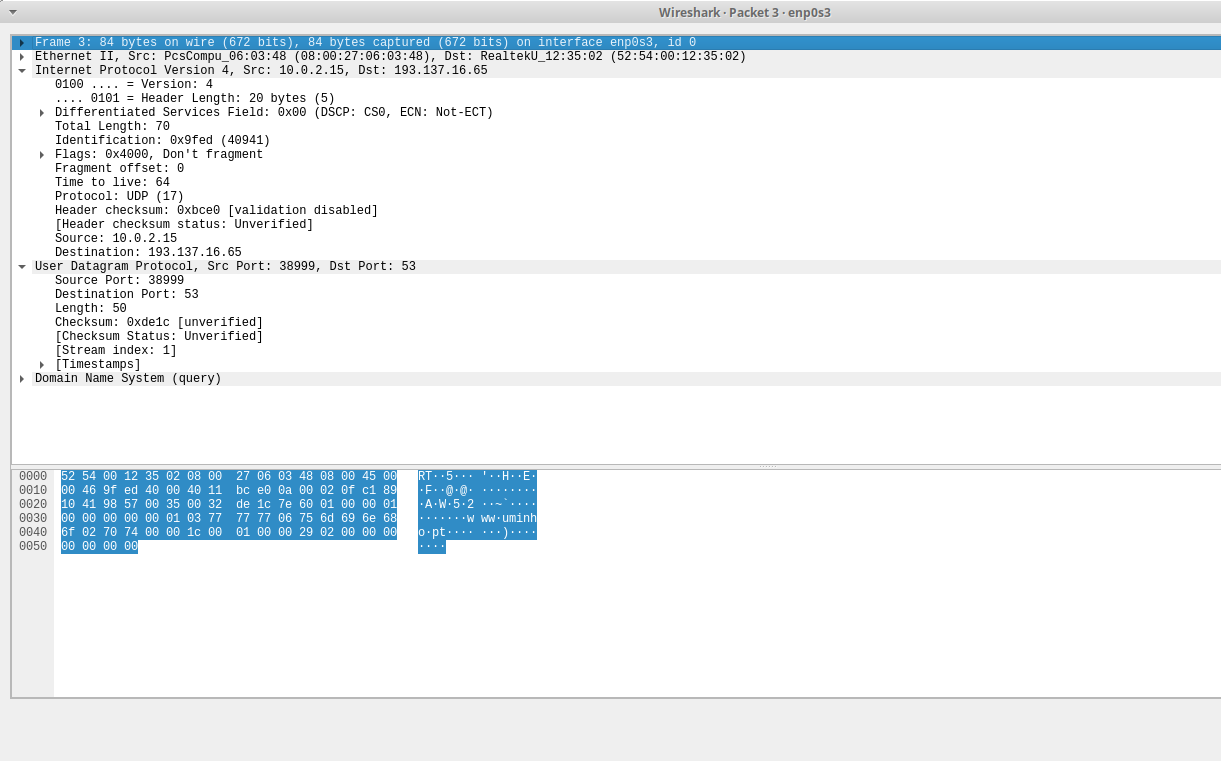 Wireshark · Packet 3 · enp0s3
Frame 3: 84 bytes on wire (672 bits), 84 bytes captured (672 bits) on interface enp0s3, id 0
Ethernet II, Src: PcsCompu_06:03:48 (08:00:27:06:03:48), Dst: RealtekU_12:35:02 (52:54:00:12:35:02)
Internet Protocol Version 4, Src: 10.0.2.15, Dst: 193.137.16.65
0100 .... = Version: 4
.... 0101 = Header Length: 20 bytes (5)
Differentiated Services Field: 0x00 (DSCP: CS0, ECN: Not-ECT)
Total Length: 70
Identification: 0x9fed (40941)
Flags: 0x4000, Don't fragment
Fragment offset: 0
Time to live: 64
Protocol: UDP (17)
Header checksum: 0xbce0 [validation disabled]
[Header checksum status: Unverified]
Source: 10.0.2.15
Destination: 193.137.16.65
User Datagram Protocol, Src Port: 38999, Dst Port: 53
Source Port: 38999
Destination Port: 53
Length: 50
Checksum: 0xde1c [unverified]
[Checksum Status: Unverified]
[Stream index: 1]
[Timestamps]
Domain Name System (query)
0000 52 54 00 12 35 02 08 00 27 06 03 48 08 00 45 00 RT··5··· '··H··E·
0010 00 46 9f ed 40 00 40 11 bc e0 0a 00 02 0f c1 89 ·F··@·@· ········
0020 10 41 98 57 00 35 00 32 de 1c 7e 60 01 00 00 01 ·A·W·5·2 ··~`····
0030 00 00 00 00 00 01 03 77 77 77 06 75 6d 69 6e 68 ·······w ww·uminh
0040 6f 02 70 74 00 00 1c 00 01 00 00 29 02 00 00 00 o·pt···· ···)····
0050 00 00 00 00 ····